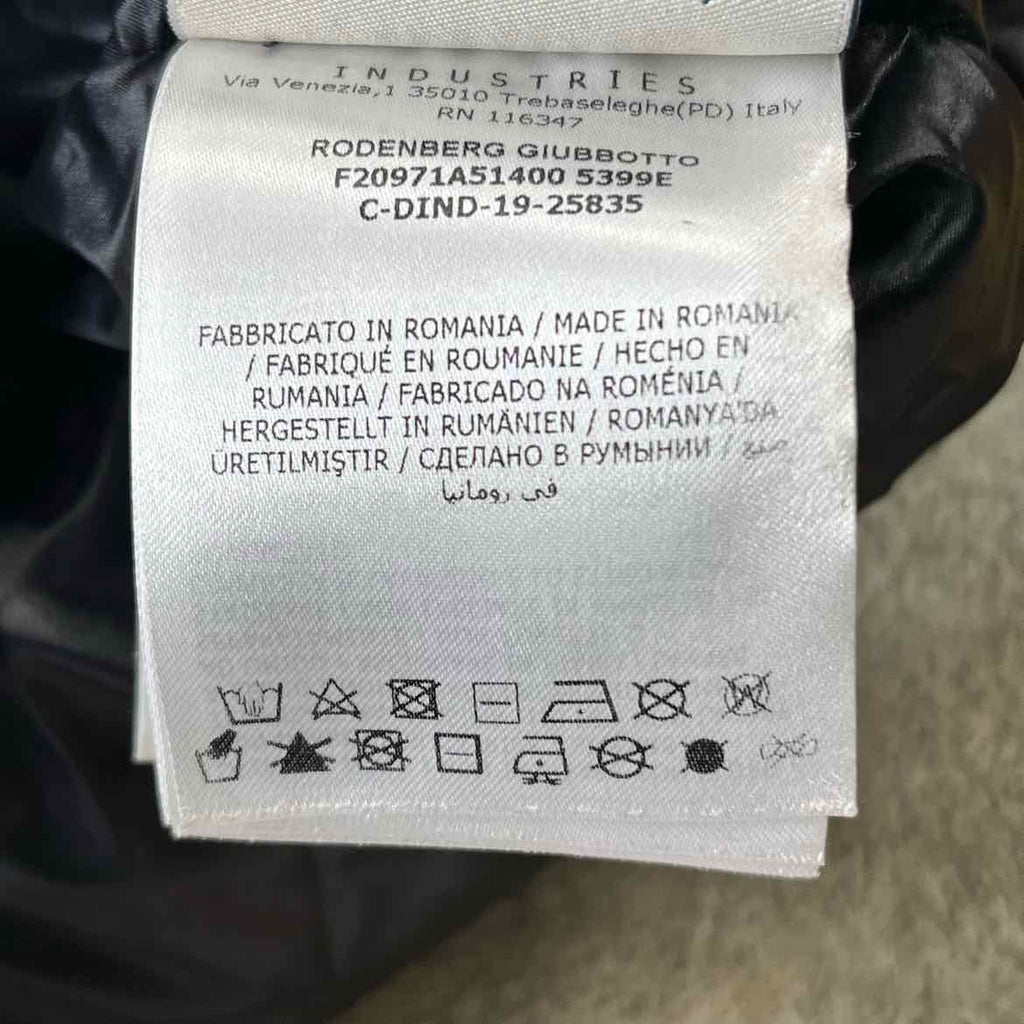 INDUSTRIES
Via Venezia,1 35010 Trebaseleghe(PD) Italy
RN 116347
RODENBERG GIUBBOTTO
F20971A51400 5399E
C-DIND-19-25835
FABBRICATO IN ROMANIA / MADE IN ROMANIA
/ FABRIQUÉ EN ROUMANIE / HECHO EN
RUMANIA / FABRICADO NA ROMÉNIA /
HERGESTELLT IN RUMÄNIEN / ROMANYA'DA
ÜRETILMIŞTIR / СДЕЛАНО В РУМЫНИИ / صنع
في رومانيا